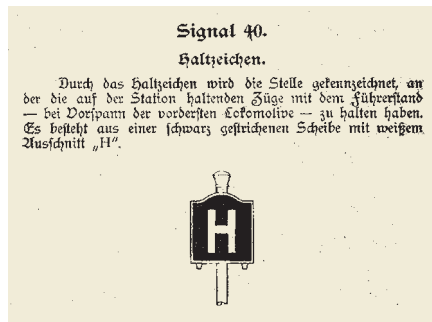 Signal 40.
Haltzeichen.
Durch das Haltzeichen wird die Stelle gekennzeichnet, an
der die auf der Station haltenden Züge mit dem Führerstand
— bei Vorspann der vordersten Lokomotive — zu halten haben.
Es besteht aus einer schwarz gestrichenen Scheibe mit weißem
Ausschnitt „H".
H